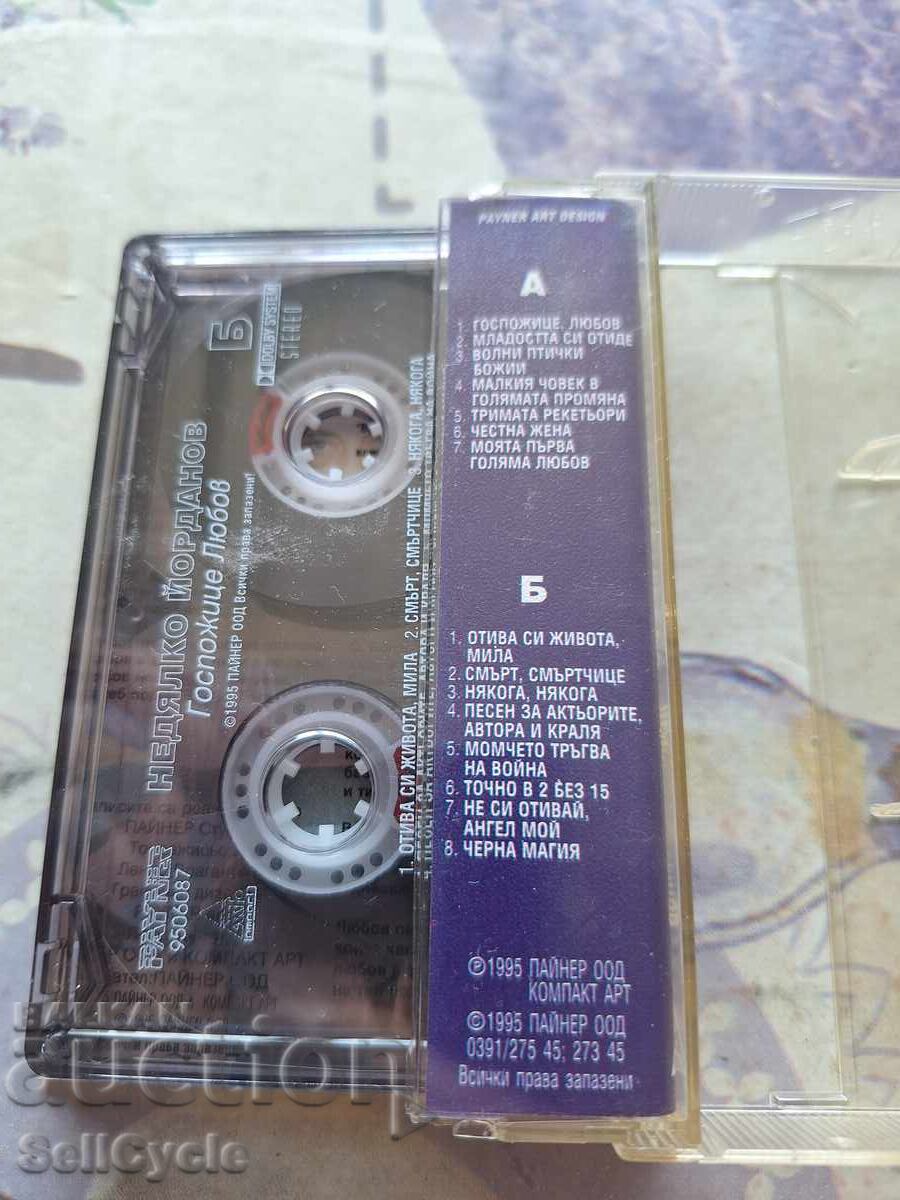 PAYNER ART DESIGN
А
1. ГОСПОЖИЦЕ, ЛЮБОВ
2. МЛАДОСТТА СИ ОТИДЕ
3. ВОЛНИ ПТИЧКИ
БОЖИИ
4. МАЛКИЯ ЧОВЕК В
ГОЛЯМАТА ПРОМЯНА
5. ТРИМАТА РЕКЕТЬОРИ
6. ЧЕСТНА ЖЕНА
7. МОЯТА ПЪРВА
ГОЛЯМА ЛЮБОВ
Б
1. ОТИВА СИ ЖИВОТА,
МИЛА
2. СМЪРТ, СМЪРТЧИЦЕ
3. НЯКОГА, НЯКОГА
4. ПЕСЕН ЗА АКТЬОРИТЕ,
АВТОРА И КРАЛЯ
5. МОМЧЕТО ТРЪГВА
НА ВОЙНА
6. ТОЧНО В 2 БЕЗ 15
7. НЕ СИ ОТИВАЙ,
АНГЕЛ МОЙ
8. ЧЕРНА МАГИЯ
℗1995 ПАЙНЕР ООД
КОМПАКТ АРТ
©1995 ПАЙНЕР ООД
0391/275 45; 273 45
Всички права запазени
Б
DOLBY SYSTEM
STEREO
НЕДЯЛКО ЙОРДАНОВ
Госпожице Любов
©1995 ПАЙНЕР ООД Всички права запазени!
PAYNER
9506087
1. ОТИВА СИ ЖИВОТА, МИЛА 2. СМЪРТ, СМЪРТЧИЦЕ 3. НЯКОГА, НЯКОГА
auction
SellCycle